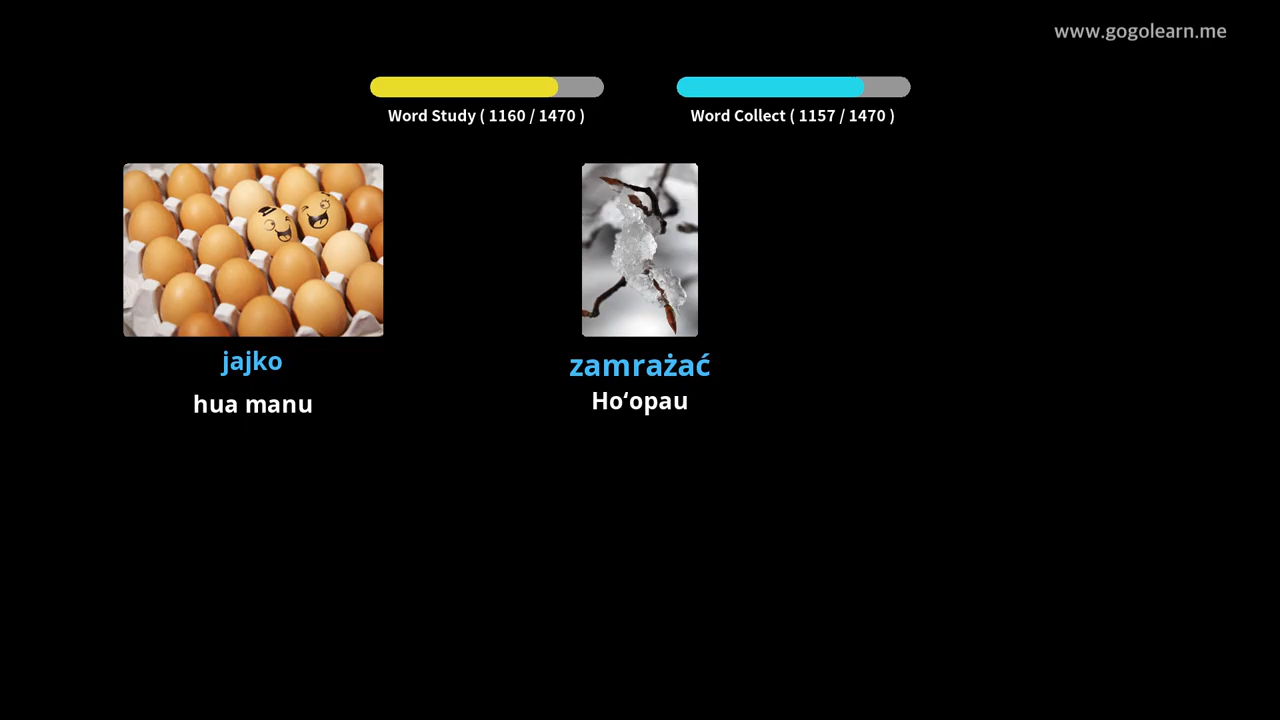 www.gogolearn.me
Word Study ( 1160 / 1470 )
Word Collect ( 1157 / 1470 )
jajko
zamrażać
hua manu
Hoʻopau